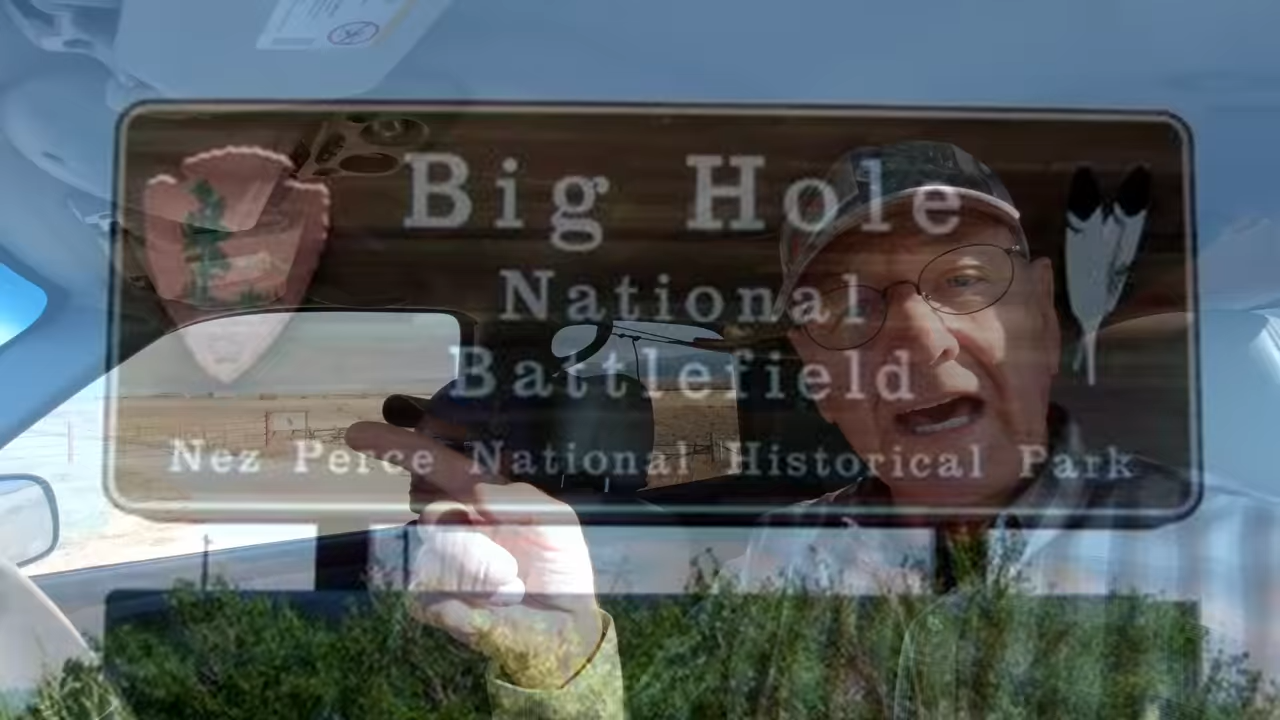 Big Hole
National
Battlefield
Nez Perce National Historical Park